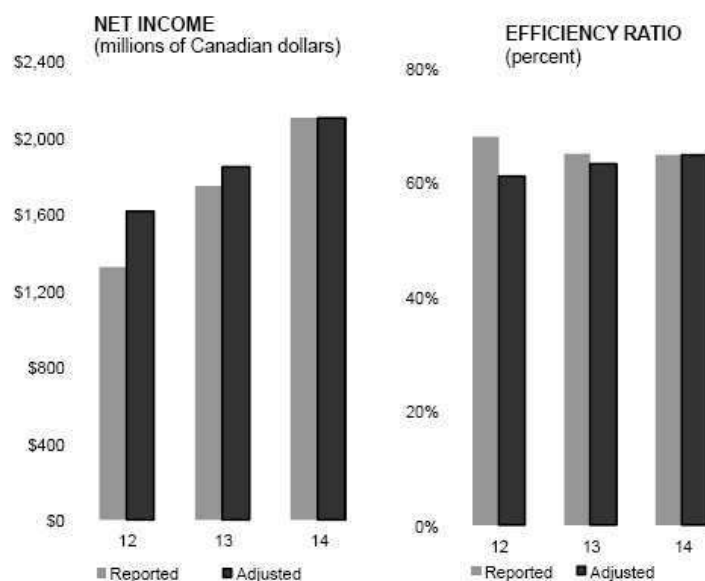 NET INCOME
(millions of Canadian dollars)
$2,400
$2,000
$1,600
$1,200
$800
$400
$0
12 13 14
Reported Adjusted
EFFICIENCY RATIO
(percent)
80%
60%
40%
20%
0%
12 13 14
Reported Adjusted